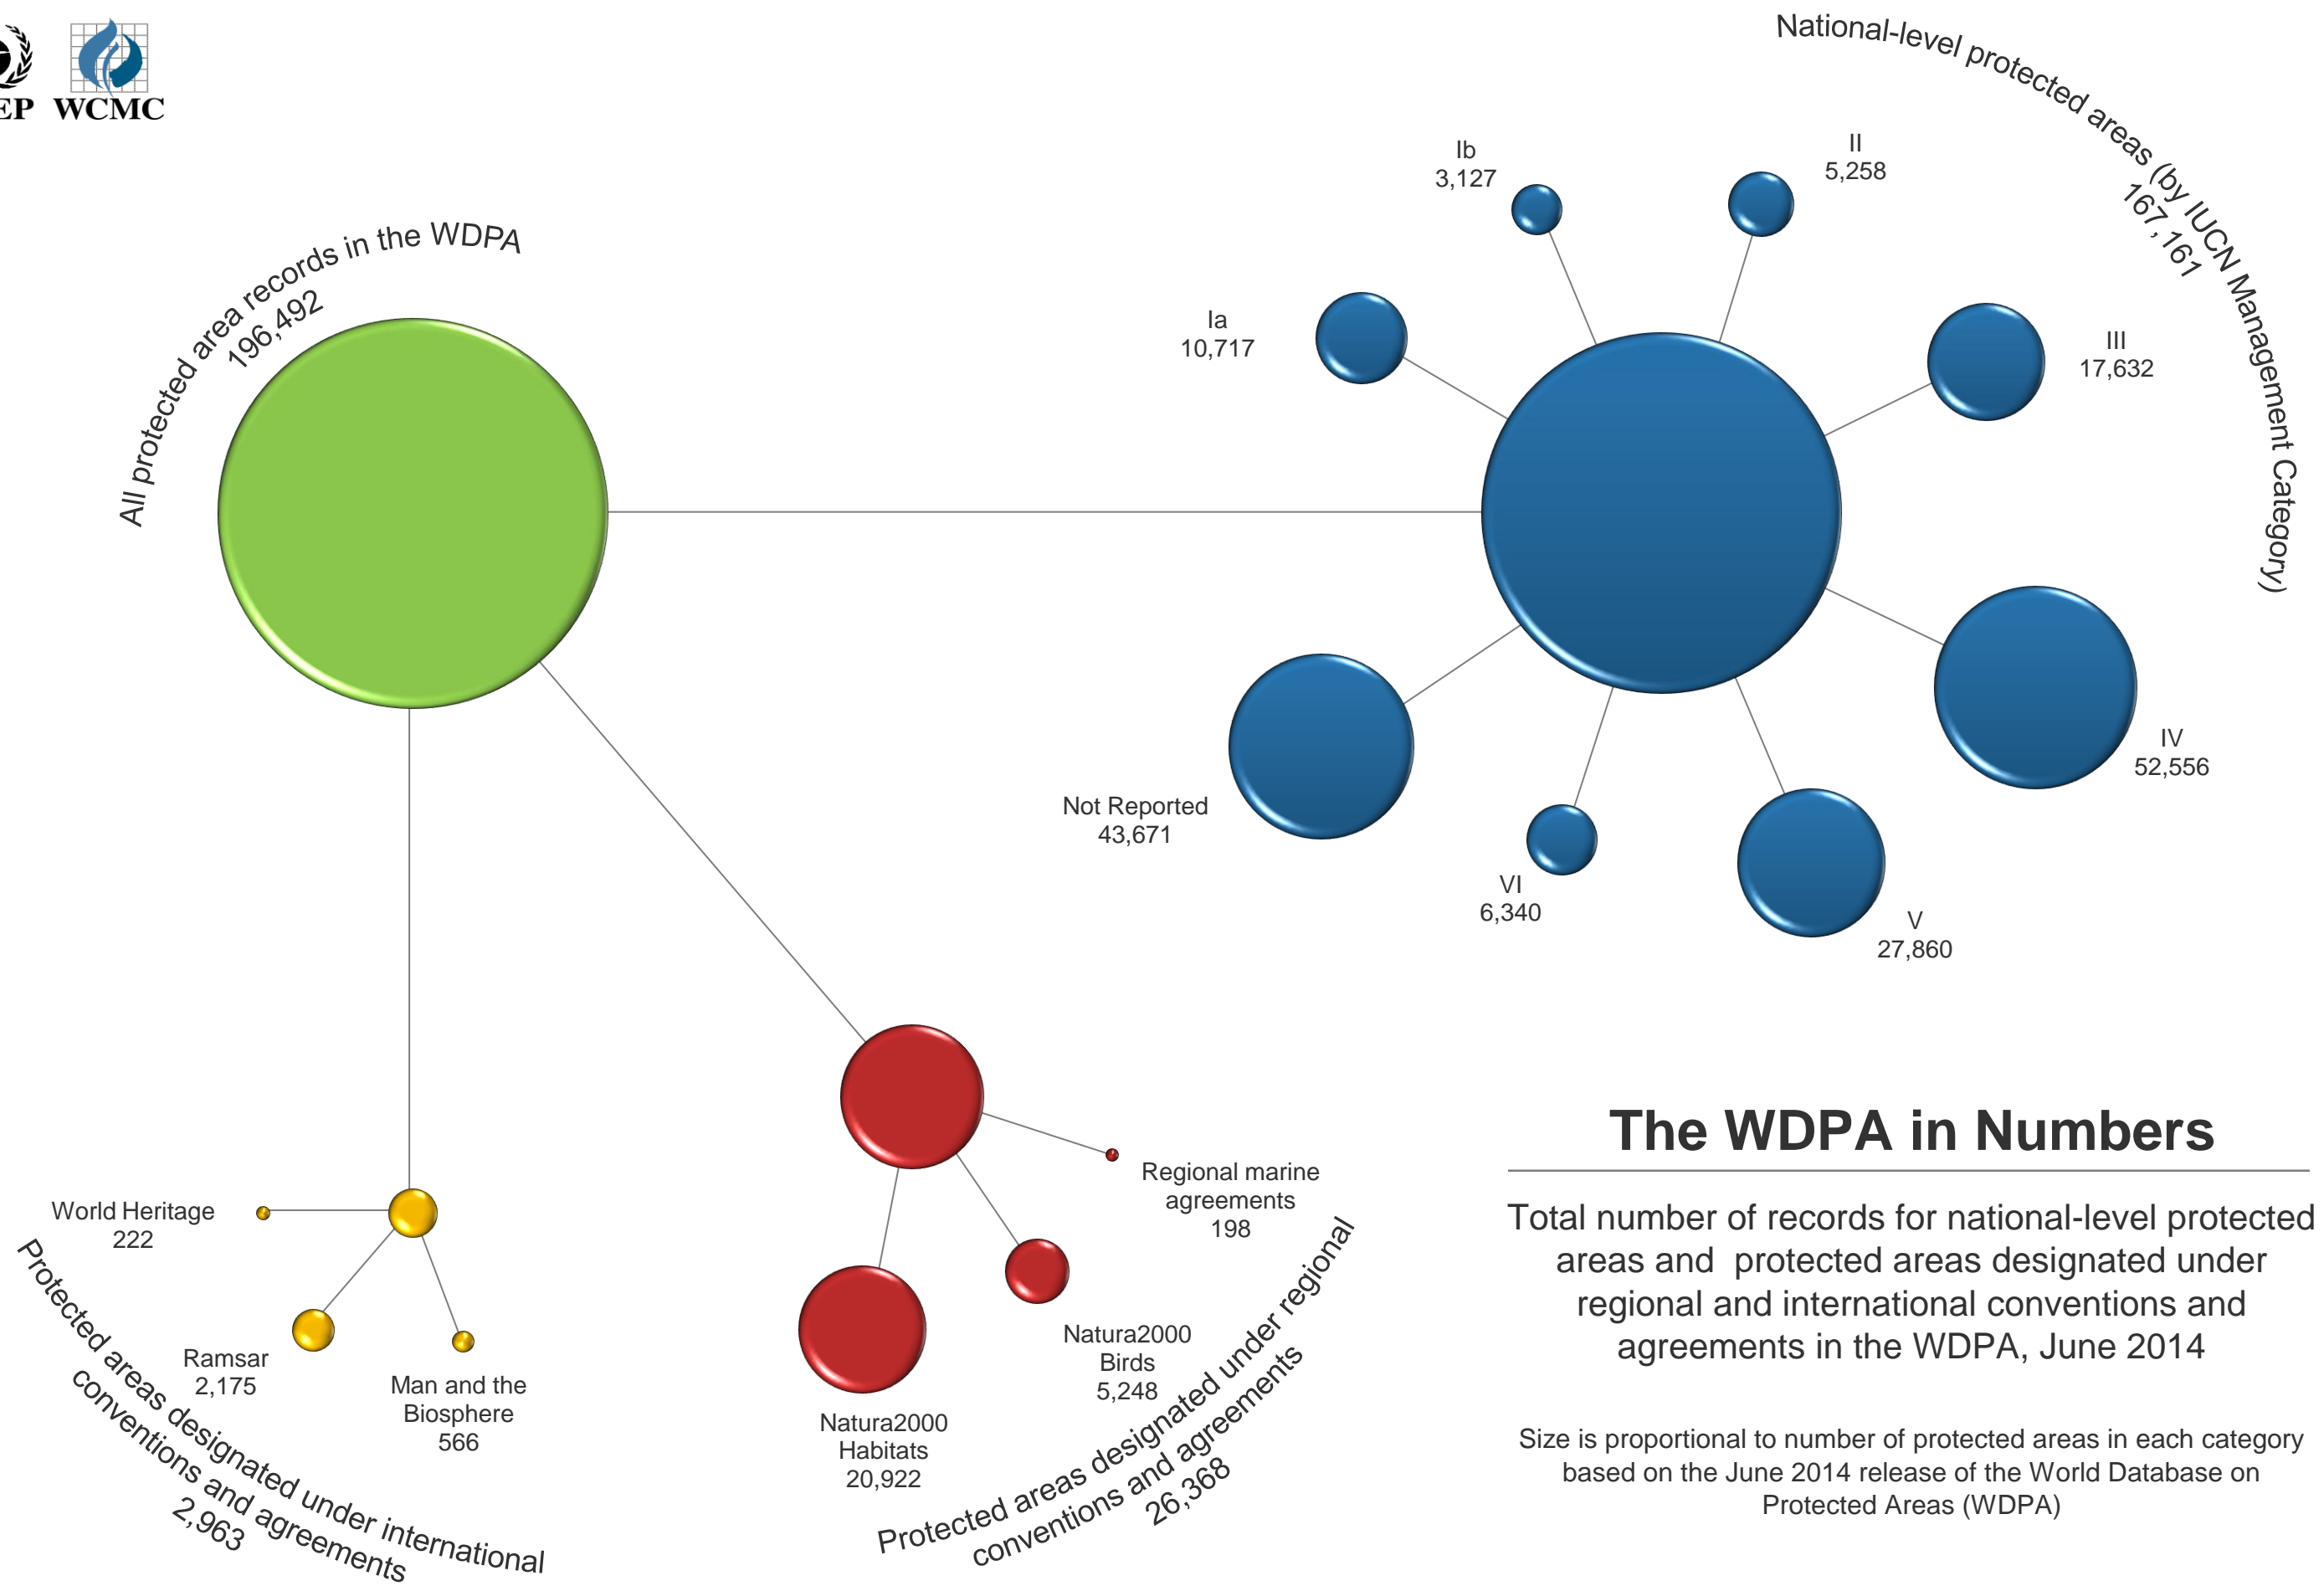 WCMC
All protected area records in the WDPA
196,492
National-level protected areas (by IUCN Management Category)
167,161
Ib
3,127
II
5,258
Ia
10,717
III
17,632
IV
52,556
Not Reported
43,671
VI
6,340
V
27,860
World Heritage
222
Ramsar
2,175
Man and the
Biosphere
566
Protected areas designated under international
conventions and agreements
2,963
Regional marine
agreements
198
Natura2000
Birds
5,248
Natura2000
Habitats
20,922
Protected areas designated under regional
conventions and agreements
26,368
The WDPA in Numbers
Total number of records for national-level protected
areas and protected areas designated under
regional and international conventions and
agreements in the WDPA, June 2014
Size is proportional to number of protected areas in each category
based on the June 2014 release of the World Database on
Protected Areas (WDPA)